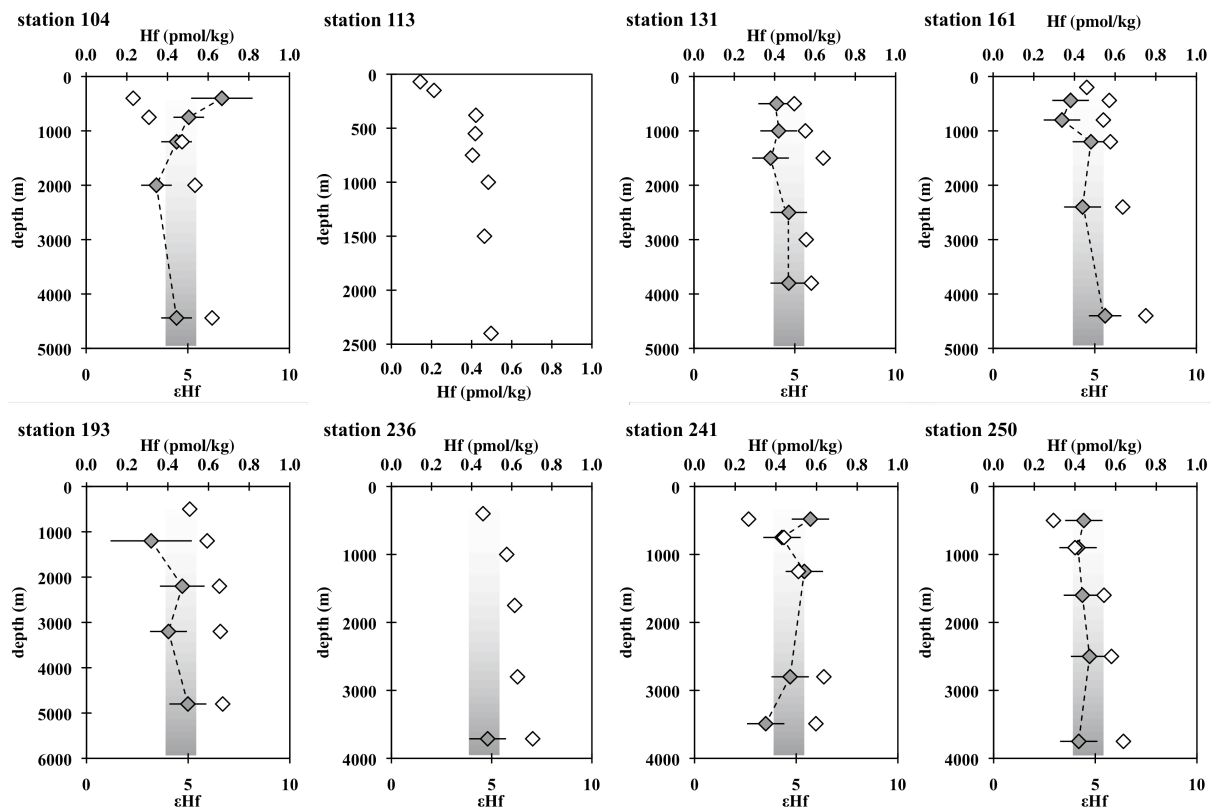 station 104
Hf (pmol/kg)
0.0 0.2 0.4 0.6 0.8 1.0
0
1000
2000
3000
4000
5000
depth (m)
0 5 10
εHf
station 113
0
500
1000
1500
2000
2500
depth (m)
0.0 0.2 0.4 0.6 0.8 1.0
Hf (pmol/kg)
station 131
Hf (pmol/kg)
0.0 0.2 0.4 0.6 0.8 1.0
0
1000
2000
3000
4000
5000
depth (m)
0 5 10
εHf
station 161
Hf (pmol/kg)
0.0 0.2 0.4 0.6 0.8 1.0
0
1000
2000
3000
4000
5000
depth (m)
0 5 10
εHf
station 193
Hf (pmol/kg)
0.0 0.2 0.4 0.6 0.8 1.0
0
1000
2000
3000
4000
5000
6000
depth (m)
0 5 10
εHf
station 236
Hf (pmol/kg)
0.0 0.2 0.4 0.6 0.8 1.0
0
1000
2000
3000
4000
depth (m)
0 5 10
εHf
station 241
Hf (pmol/kg)
0.0 0.2 0.4 0.6 0.8 1.0
0
1000
2000
3000
4000
depth (m)
0 5 10
εHf
station 250
Hf (pmol/kg)
0.0 0.2 0.4 0.6 0.8 1.0
0
1000
2000
3000
4000
depth (m)
0 5 10
εHf